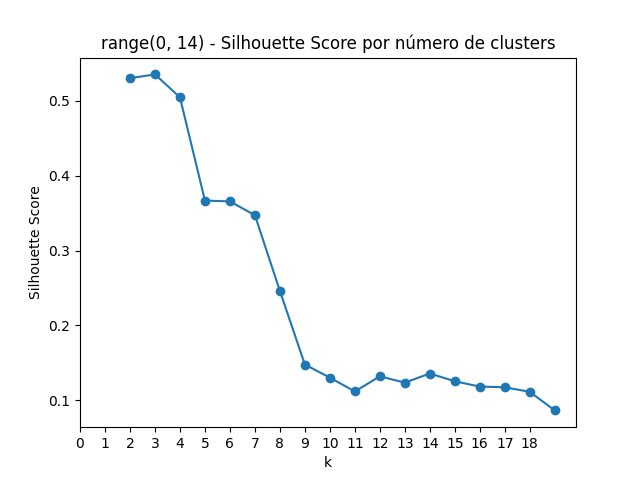 range(0, 14) - Silhouette Score por número de clusters
Silhouette Score
0.5
0.4
0.3
0.2
0.1
0 1 2 3 4 5 6 7 8 9 10 11 12 13 14 15 16 17 18
k